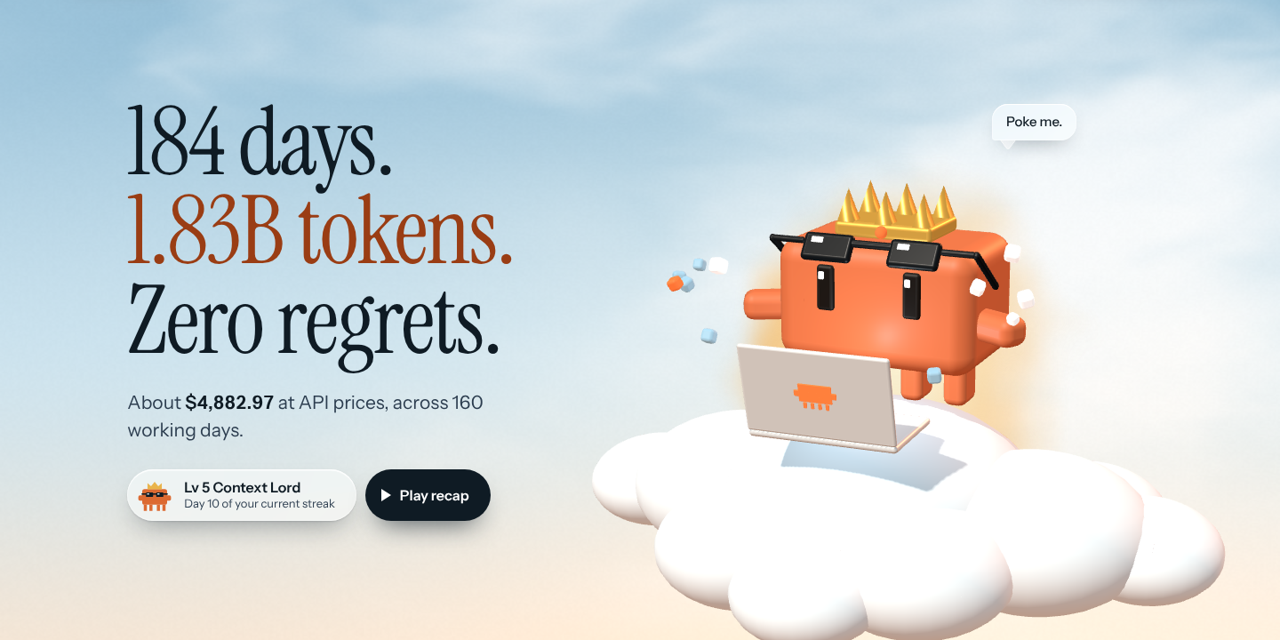 184 days.
1.83B tokens.
Zero regrets.
About $4,882.97 at API prices, across 160
working days.
Lv 5 Context Lord
Day 10 of your current streak
Play recap
Poke me.